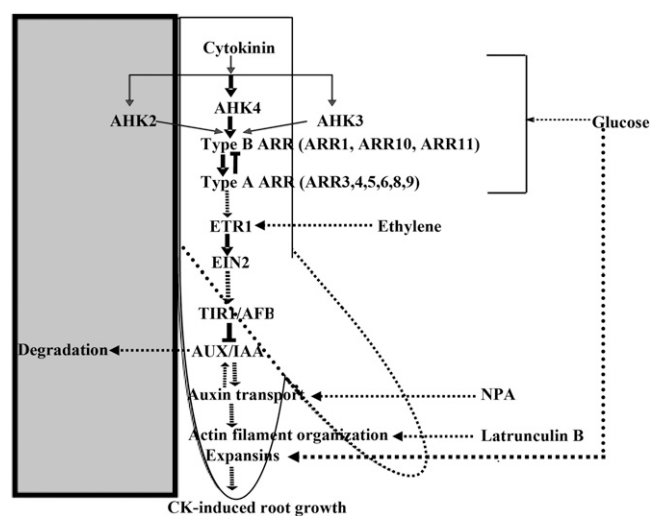 Cytokinin
AHK4
AHK2
AHK3
Glucose
Type B ARR (ARR1, ARR10, ARR11)
Type A ARR (ARR3,4,5,6,8,9)
ETR1
Ethylene
EIN2
TIR1/AFB
Degradation
AUX/IAA
Auxin transport
NPA
Actin filament organization
Latrunculin B
Expansins
CK-induced root growth